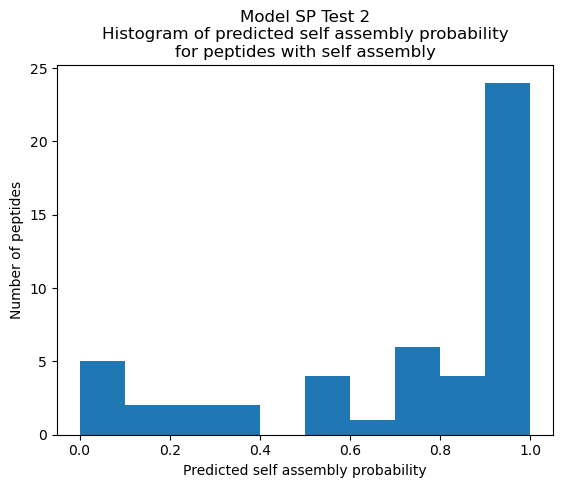 Model SP Test 2
Histogram of predicted self assembly probability
for peptides with self assembly
25
20
15
10
5
0
Number of peptides
0.0 0.2 0.4 0.6 0.8 1.0
Predicted self assembly probability